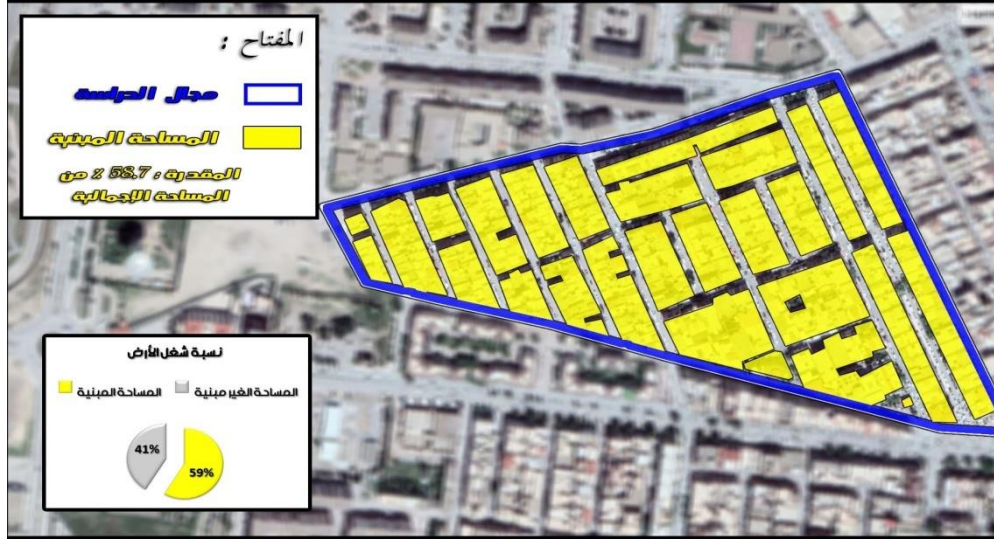 المفتاح :
مجال الدراسة
المساحة المبنية
المقدرة : 58,7 % من
المساحة الإجمالية
نسبة شغل الأرض
المساحة المبنية
المساحة الغير مبنية
41%
59%